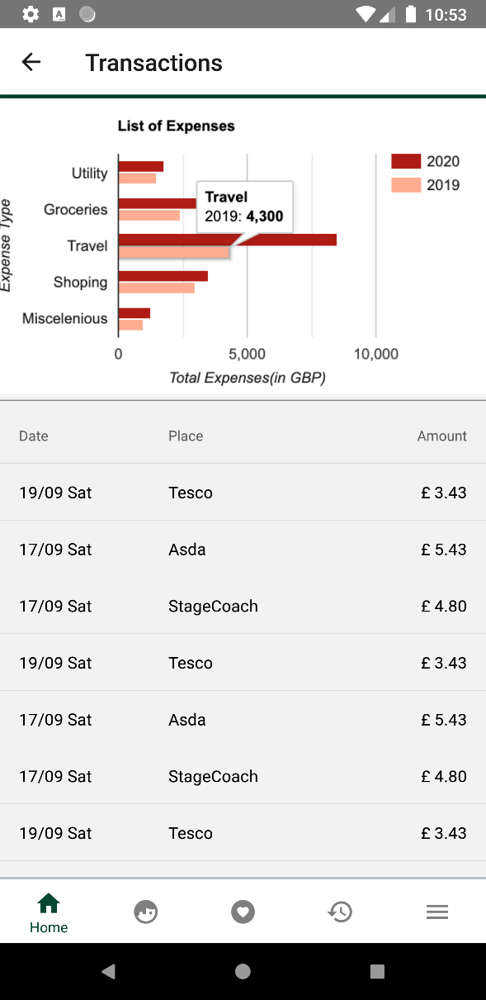 10:53
Transactions
List of Expenses
2020
2019
Expense Type
Utility
Groceries
Travel
Shoping
Miscelenious
Travel
2019: 4,300
0 5,000 10,000
Total Expenses(in GBP)
Date Place Amount
19/09 Sat Tesco £ 3.43
17/09 Sat Asda £ 5.43
17/09 Sat StageCoach £ 4.80
19/09 Sat Tesco £ 3.43
17/09 Sat Asda £ 5.43
17/09 Sat StageCoach £ 4.80
19/09 Sat Tesco £ 3.43
Home